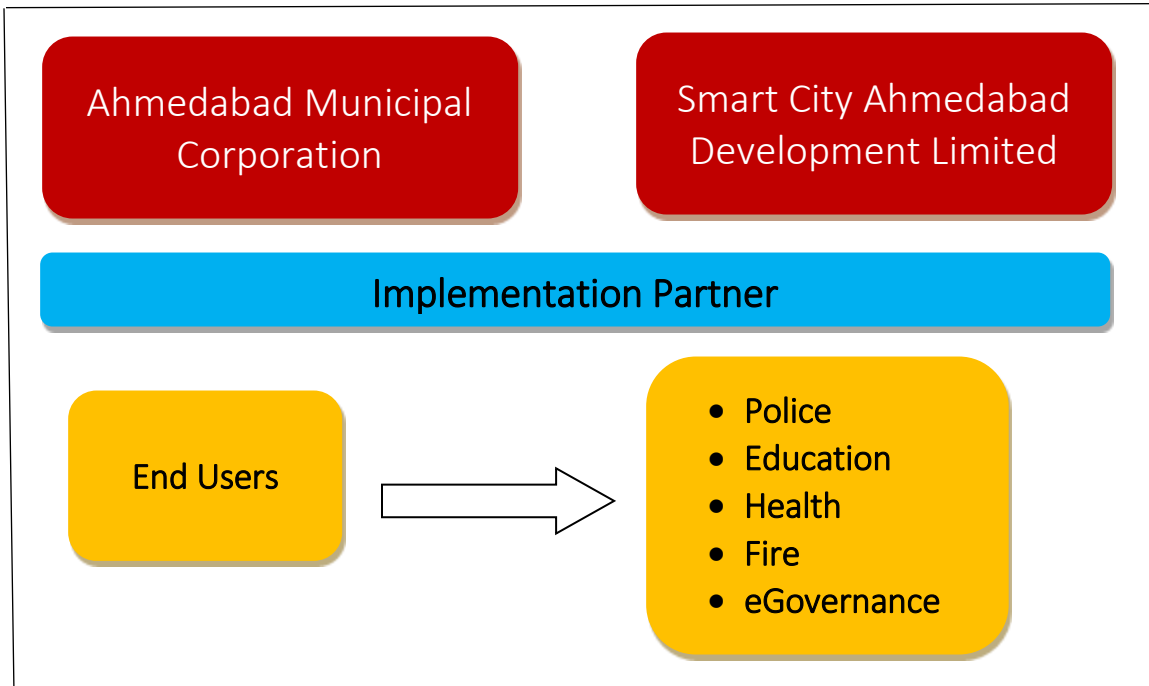 Ahmedabad Municipal
Corporation
Smart City Ahmedabad
Development Limited
Implementation Partner
End Users
• Police
• Education
• Health
• Fire
• eGovernance